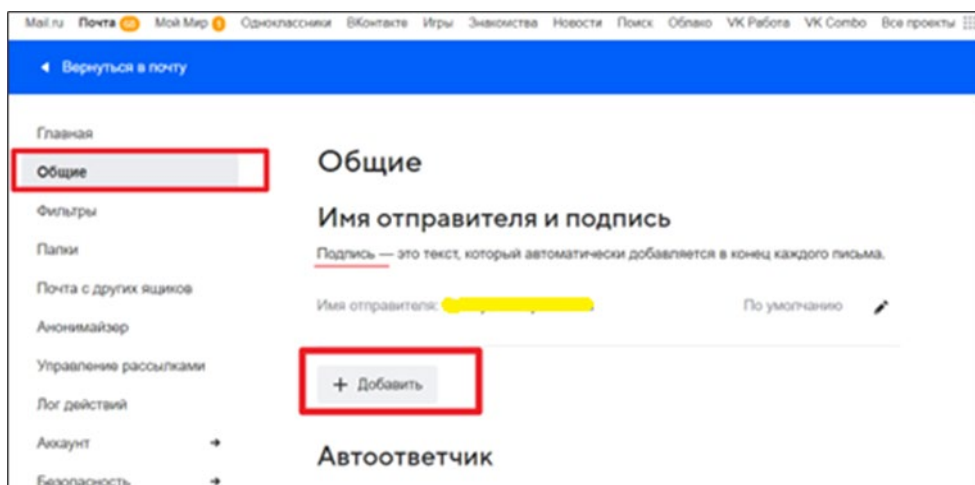 Mail.ru Почта 68 Мой Мир Одноклассники ВКонтакте Игры Знакомства Новости Поиск Облако VK Работа VK Combo Все проекты
Вернуться в почту
Главная
Общие
Фильтры
Папки
Почта с других ящиков
Анонимайзер
Управление рассылками
Лог действий
Аккаунт
Безопасность
Общие
Имя отправителя и подпись
Подпись — это текст, который автоматически добавляется в конец каждого письма.
Имя отправителя:
По умолчанию
+ Добавить
Автоответчик